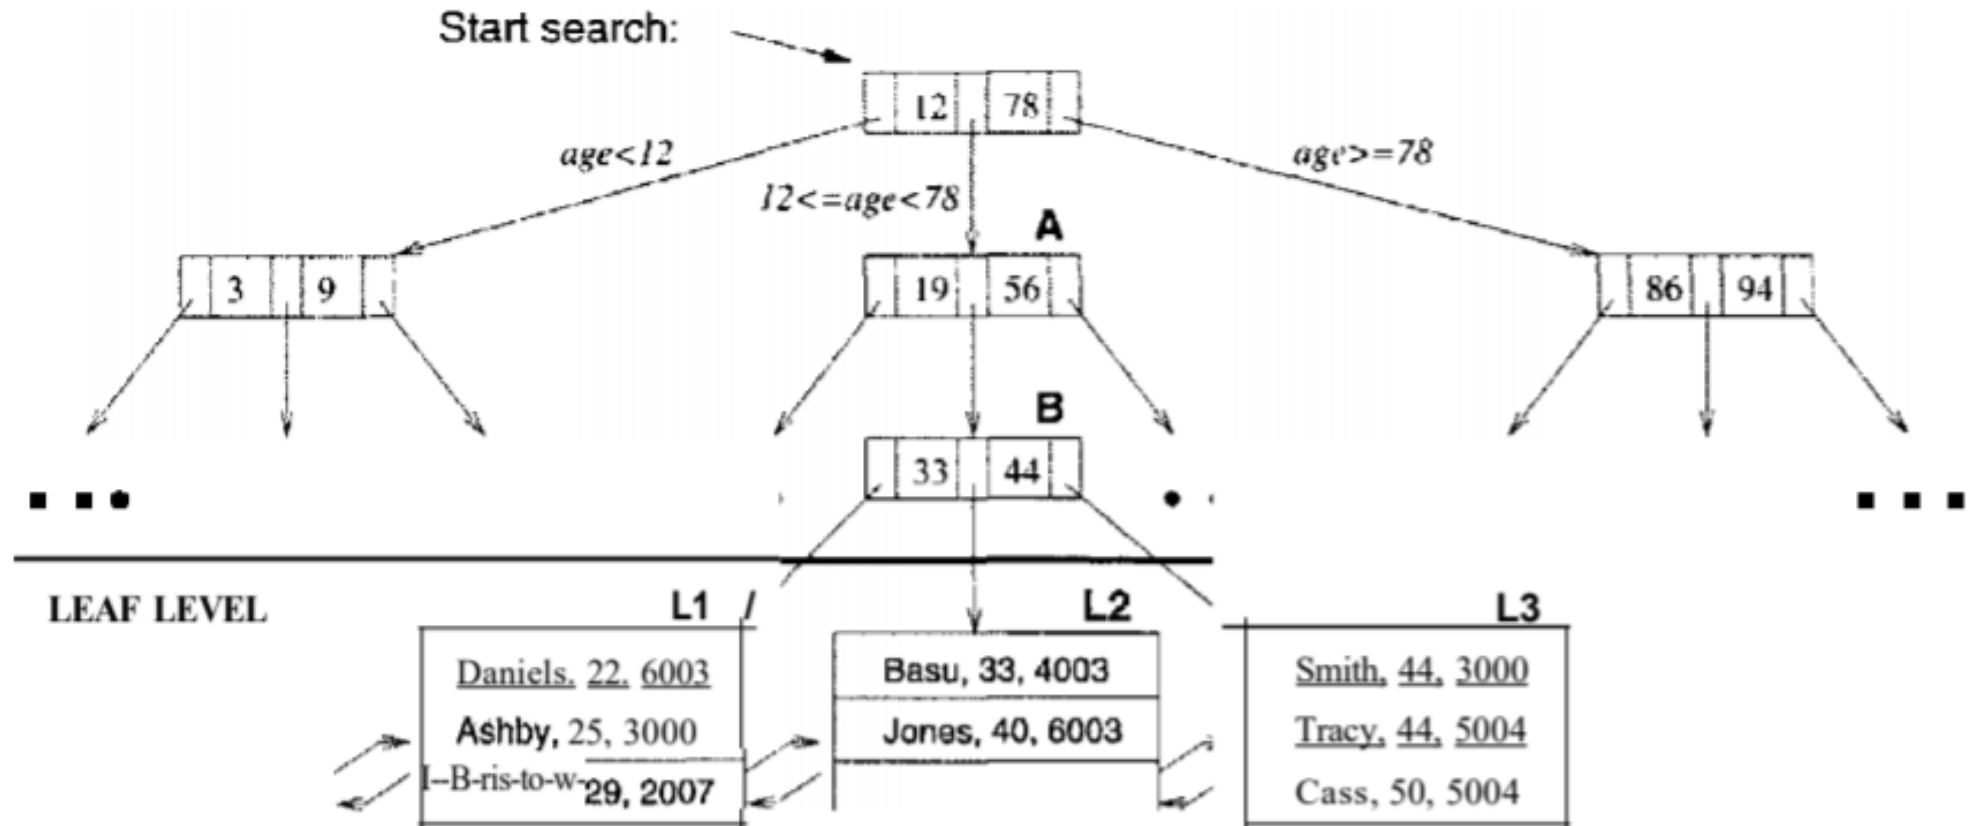 Start search:
12 78
age<12
12<=age<78
age>=78
A
3 9
19 56
86 94
B
33 44
LEAF LEVEL
L1
L2
L3
Daniels. 22. 6003
Ashby, 25, 3000
I--B-ris-to-w-29, 2007
Basu, 33, 4003
Jones, 40, 6003
Smith, 44, 3000
Tracy, 44, 5004
Cass, 50, 5004